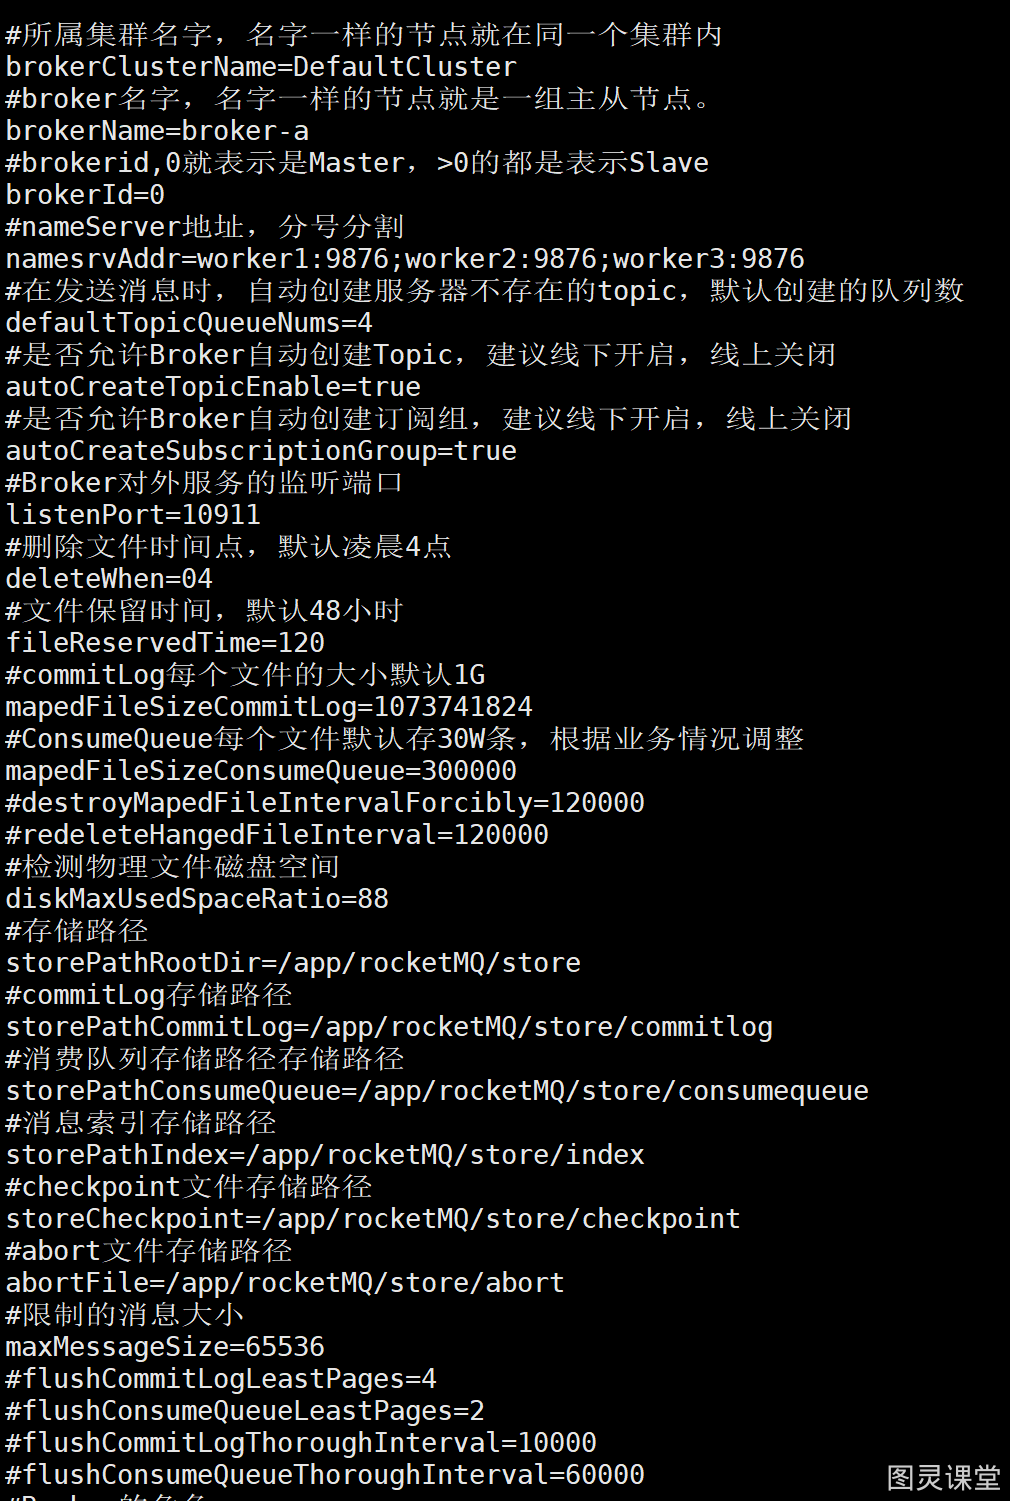 #所属集群名字，名字一样的节点就在同一个集群内
brokerClusterName=DefaultCluster
#broker名字，名字一样的节点就是一组主从节点。
brokerName=broker-a
#brokerid,0就表示是Master，>0的都是表示Slave
brokerId=0
#nameServer地址，分号分割
namesrvAddr=worker1:9876;worker2:9876;worker3:9876
#在发送消息时，自动创建服务器不存在的topic，默认创建的队列数
defaultTopicQueueNums=4
#是否允许Broker自动创建Topic，建议线下开启，线上关闭
autoCreateTopicEnable=true
#是否允许Broker自动创建订阅组，建议线下开启，线上关闭
autoCreateSubscriptionGroup=true
#Broker对外服务的监听端口
listenPort=10911
#删除文件时间点，默认凌晨4点
deleteWhen=04
#文件保留时间，默认48小时
fileReservedTime=120
#commitLog每个文件的大小默认1G
mapedFileSizeCommitLog=1073741824
#ConsumeQueue每个文件默认存30W条，根据业务情况调整
mapedFileSizeConsumeQueue=300000
#destroyMapedFileIntervalForcibly=120000
#redeleteHangedFileInterval=120000
#检测物理文件磁盘空间
diskMaxUsedSpaceRatio=88
#存储路径
storePathRootDir=/app/rocketMQ/store
#commitLog存储路径
storePathCommitLog=/app/rocketMQ/store/commitlog
#消费队列存储路径存储路径
storePathConsumeQueue=/app/rocketMQ/store/consumequeue
#消息索引存储路径
storePathIndex=/app/rocketMQ/store/index
#checkpoint文件存储路径
storeCheckpoint=/app/rocketMQ/store/checkpoint
#abort文件存储路径
abortFile=/app/rocketMQ/store/abort
#限制的消息大小
maxMessageSize=65536
#flushCommitLogLeastPages=4
#flushConsumeQueueLeastPages=2
#flushCommitLogThoroughInterval=10000
#flushConsumeQueueThoroughInterval=60000
图灵课堂